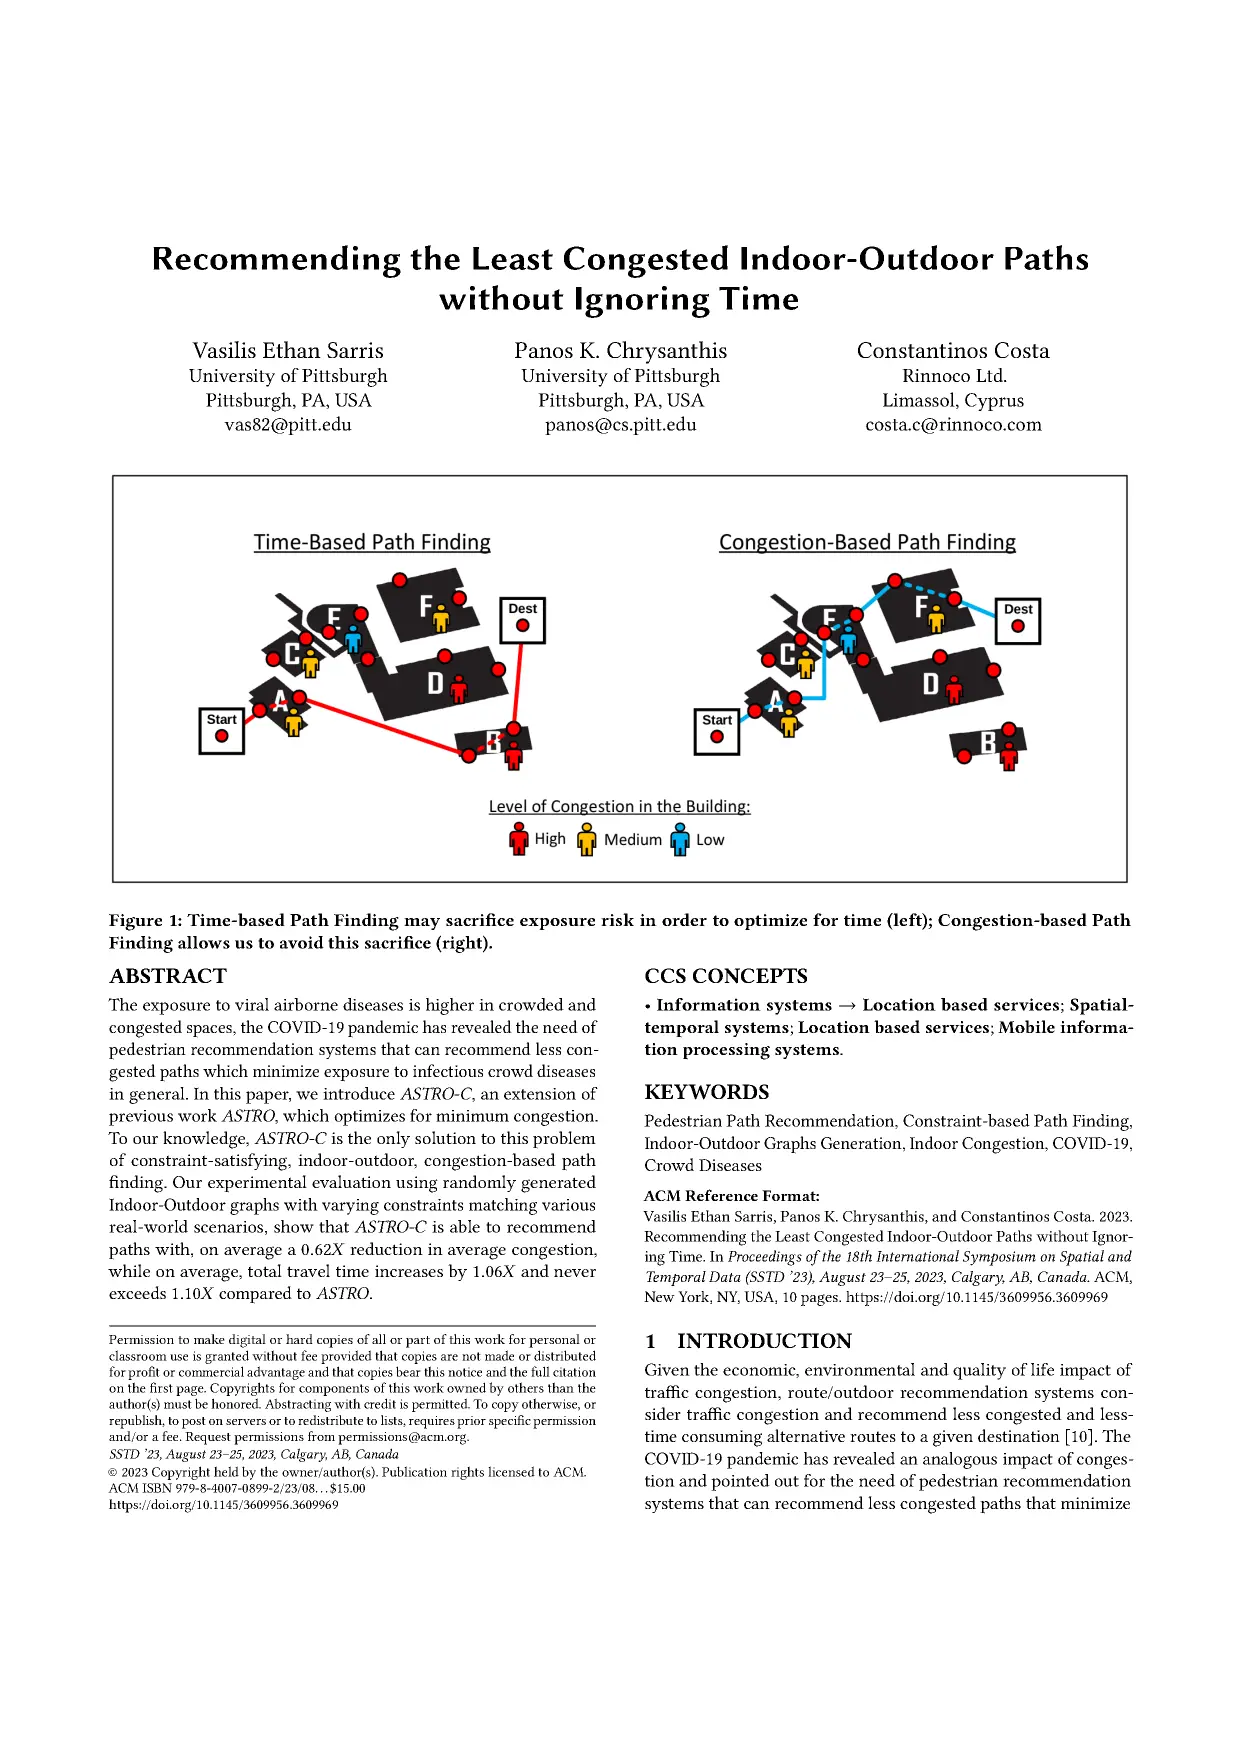 Recommending the Least Congested Indoor-Outdoor Paths
without Ignoring Time
Vasilis Ethan Sarris
University of Pittsburgh
Pittsburgh, PA, USA
vas82@pitt.edu
Panos K. Chrysanthis
University of Pittsburgh
Pittsburgh, PA, USA
panos@cs.pitt.edu
Constantinos Costa
Rinnoco Ltd.
Limassol, Cyprus
costa.c@rinnoco.com
Time-Based Path Finding
F
E
Dest
C
D
A
Start
B
Congestion-Based Path Finding
F
E
Dest
C
D
A
Start
B
Level of Congestion in the Building:
High Medium Low
Figure 1: Time-based Path Finding may sacrifice exposure risk in order to optimize for time (left); Congestion-based Path
Finding allows us to avoid this sacrifice (right).
ABSTRACT
The exposure to viral airborne diseases is higher in crowded and
congested spaces, the COVID-19 pandemic has revealed the need of
pedestrian recommendation systems that can recommend less con-
gested paths which minimize exposure to infectious crowd diseases
in general. In this paper, we introduce ASTRO-C, an extension of
previous work ASTRO, which optimizes for minimum congestion.
To our knowledge, ASTRO-C is the only solution to this problem
of constraint-satisfying, indoor-outdoor, congestion-based path
finding. Our experimental evaluation using randomly generated
Indoor-Outdoor graphs with varying constraints matching various
real-world scenarios, show that ASTRO-C is able to recommend
paths with, on average a 0.62X reduction in average congestion,
while on average, total travel time increases by 1.06X and never
exceeds 1.10X compared to ASTRO.
Permission to make digital or hard copies of all or part of this work for personal or
classroom use is granted without fee provided that copies are not made or distributed
for profit or commercial advantage and that copies bear this notice and the full citation
on the first page. Copyrights for components of this work owned by others than the
author(s) must be honored. Abstracting with credit is permitted. To copy otherwise, or
republish, to post on servers or to redistribute to lists, requires prior specific permission
and/or a fee. Request permissions from permissions@acm.org.
SSTD '23, August 23–25, 2023, Calgary, AB, Canada
© 2023 Copyright held by the owner/author(s). Publication rights licensed to ACM.
ACM ISBN 979-8-4007-0899-2/23/08...$15.00
https://doi.org/10.1145/3609956.3609969
CCS CONCEPTS
• Information systems → Location based services; Spatial-
temporal systems; Location based services; Mobile informa-
tion processing systems.
KEYWORDS
Pedestrian Path Recommendation, Constraint-based Path Finding,
Indoor-Outdoor Graphs Generation, Indoor Congestion, COVID-19,
Crowd Diseases
ACM Reference Format:
Vasilis Ethan Sarris, Panos K. Chrysanthis, and Constantinos Costa. 2023.
Recommending the Least Congested Indoor-Outdoor Paths without Ignor-
ing Time. In Proceedings of the 18th International Symposium on Spatial and
Temporal Data (SSTD '23), August 23–25, 2023, Calgary, AB, Canada. ACM,
New York, NY, USA, 10 pages. https://doi.org/10.1145/3609956.3609969
1 INTRODUCTION
Given the economic, environmental and quality of life impact of
traffic congestion, route/outdoor recommendation systems con-
sider traffic congestion and recommend less congested and less-
time consuming alternative routes to a given destination [10]. The
COVID-19 pandemic has revealed an analogous impact of conges-
tion and pointed out for the need of pedestrian recommendation
systems that can recommend less congested paths that minimize